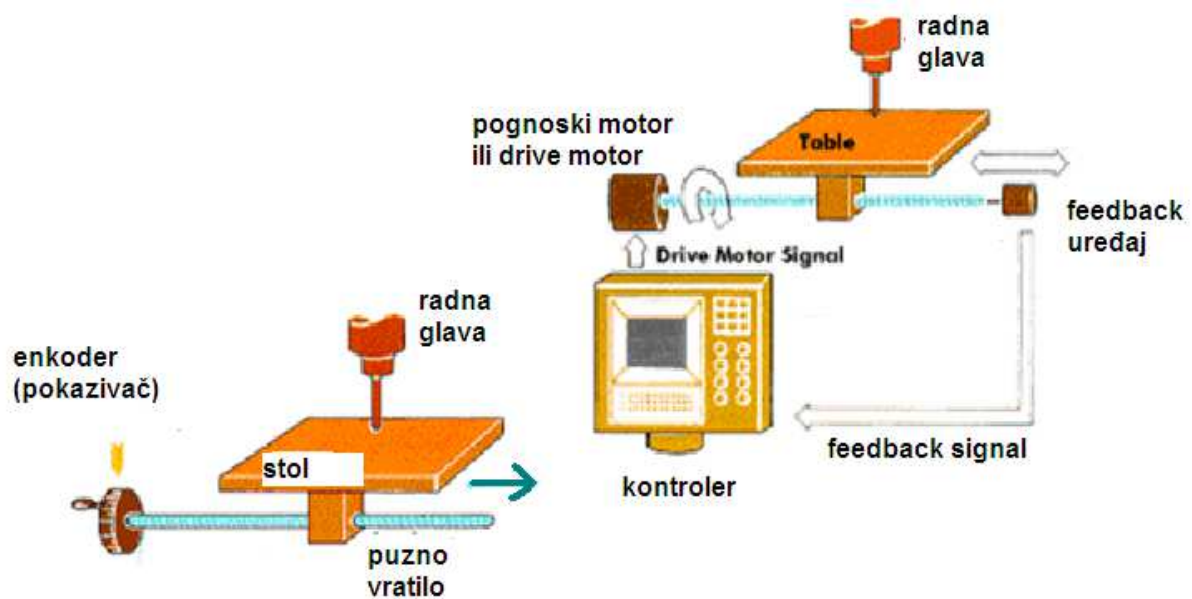 radna
glava
pognoski motor
ili drive motor
Table
feedback
uređaj
Drive Motor Signal
radna
glava
enkoder
(pokazivač)
feedback signal
stol
kontroler
puzno
vratilo